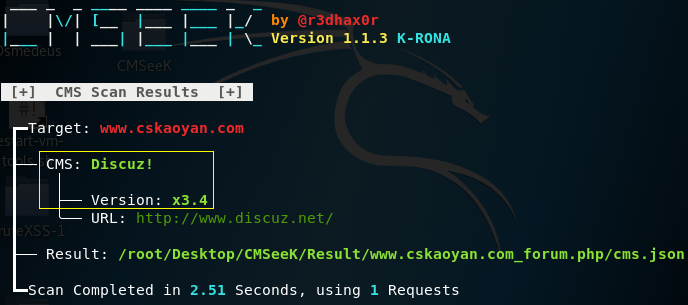 by @r3dhax0r
Version 1.1.3 K-RONA
CMSeeK
[+] CMS Scan Results [+]
Target: www.cskaoyan.com
CMS: Discuz!
Version: x3.4
URL: http://www.discuz.net/
Result: /root/Desktop/CMSeeK/Result/www.cskaoyan.com_forum.php/cms.json
Scan Completed in 2.51 Seconds, using 1 Requests